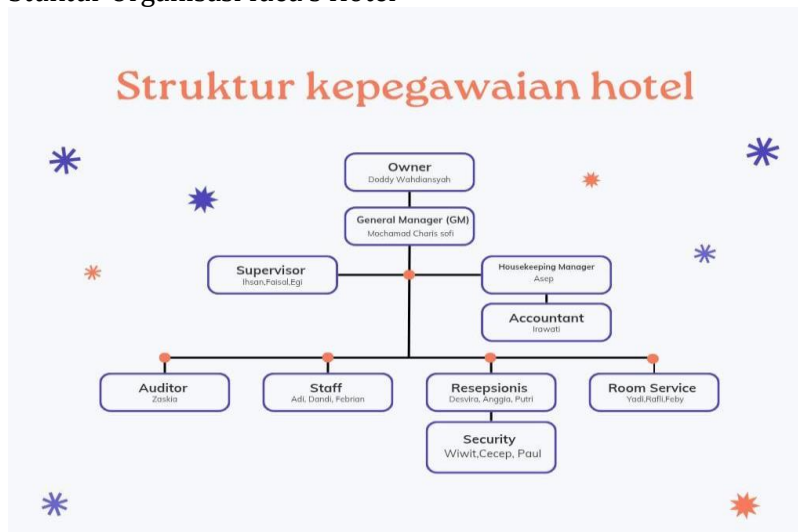 Struktur kepegawaian hotel
Owner
Doddy Wahdiansyah
General Manager (GM)
Mochamad Charis sofi
Supervisor
Ihsan,Faisal,Egi
Housekeeping Manager
Asep
Accountant
Irawati
Auditor
Zaskia
Staff
Adi, Dandi, Febrian
Resepsionis
Desvira, Anggia, Putri
Room Service
Yadi,Rafli,Feby
Security
Wiwit,Cecep, Paul